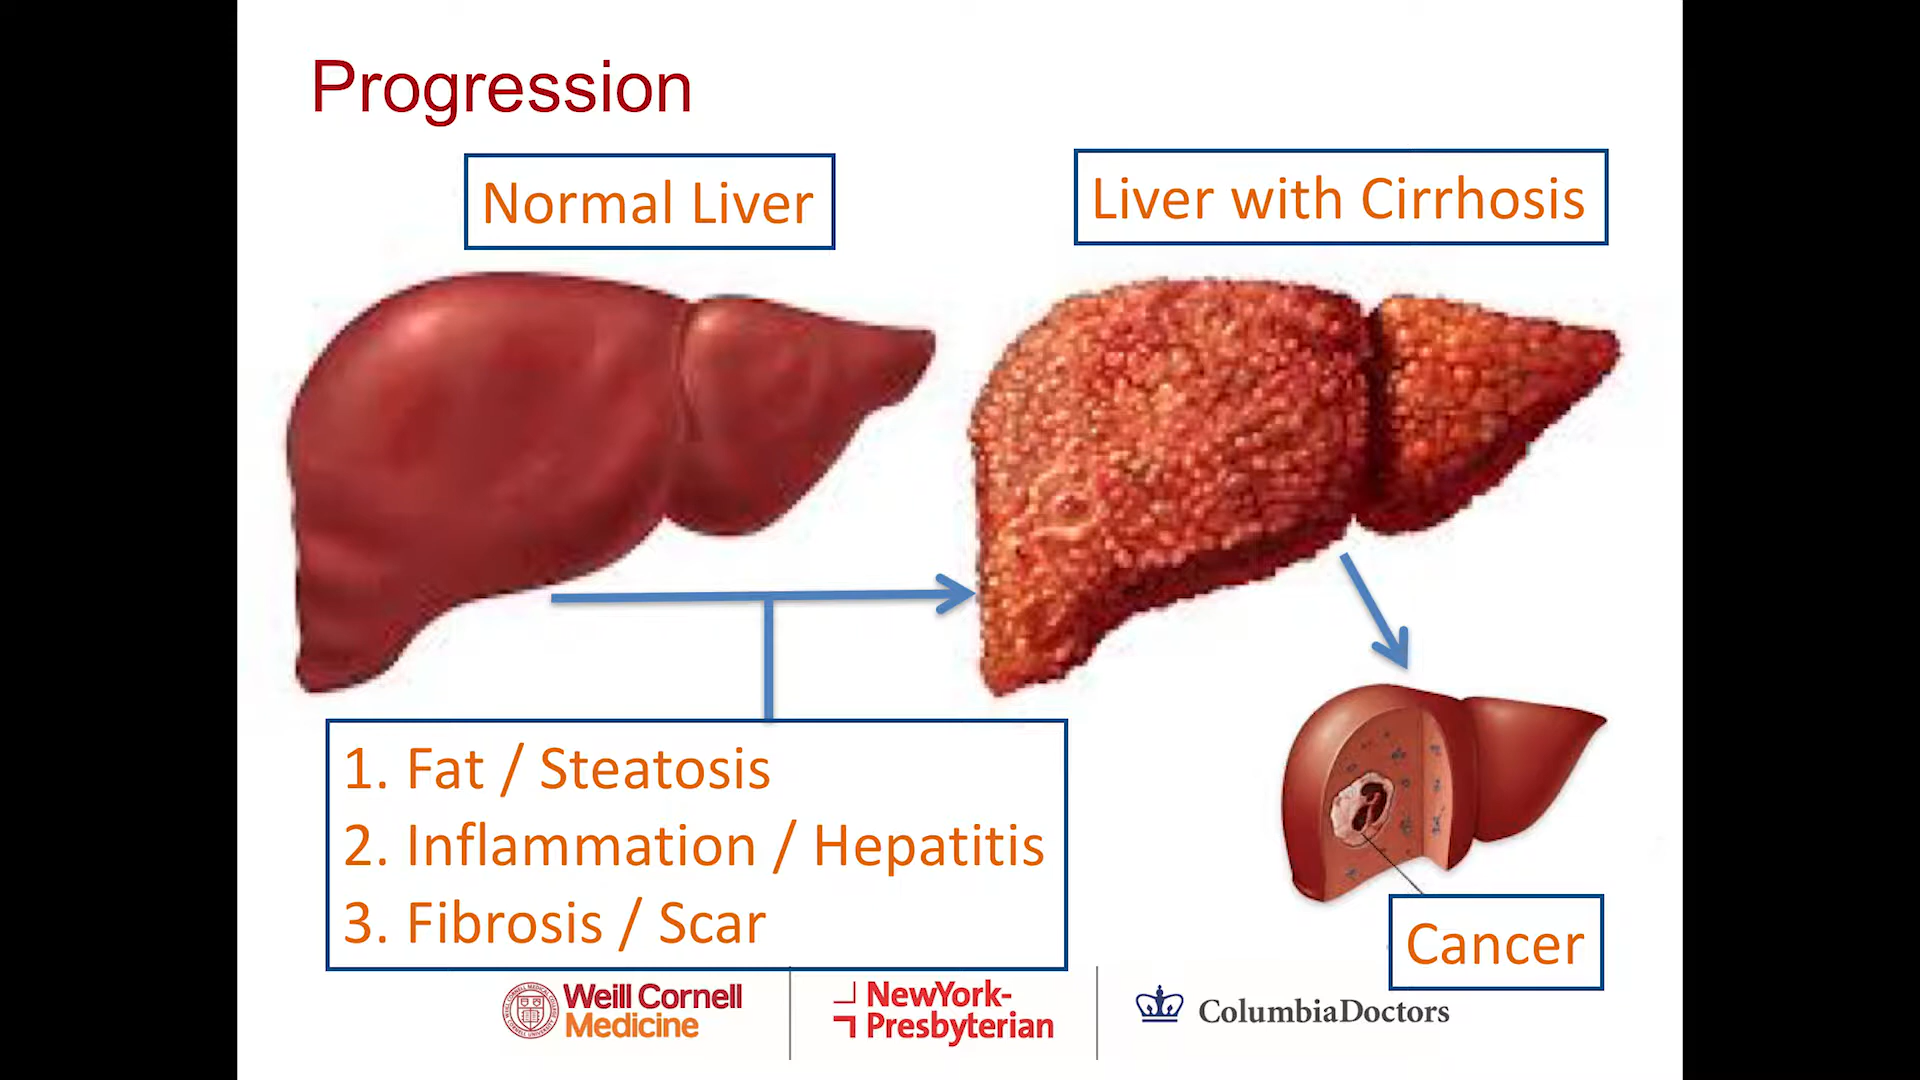 Progression
Normal Liver
Liver with Cirrhosis
1. Fat / Steatosis
2. Inflammation / Hepatitis
3. Fibrosis / Scar
Cancer
Weill Cornell
Medicine
NewYork-
Presbyterian
ColumbiaDoctors